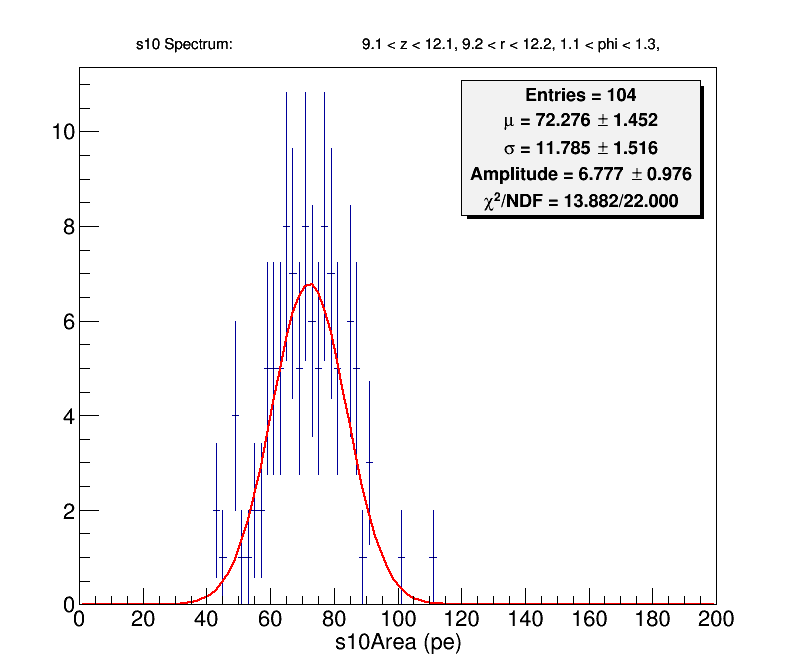 s10 Spectrum: 9.1 < z < 12.1, 9.2 < r < 12.2, 1.1 < phi < 1.3,
Entries = 104
μ = 72.276 ± 1.452
σ = 11.785 ± 1.516
Amplitude = 6.777 ± 0.976
χ²/NDF = 13.882/22.000
10
8
6
4
2
0
0 20 40 60 80 100 120 140 160 180 200
s10Area (pe)